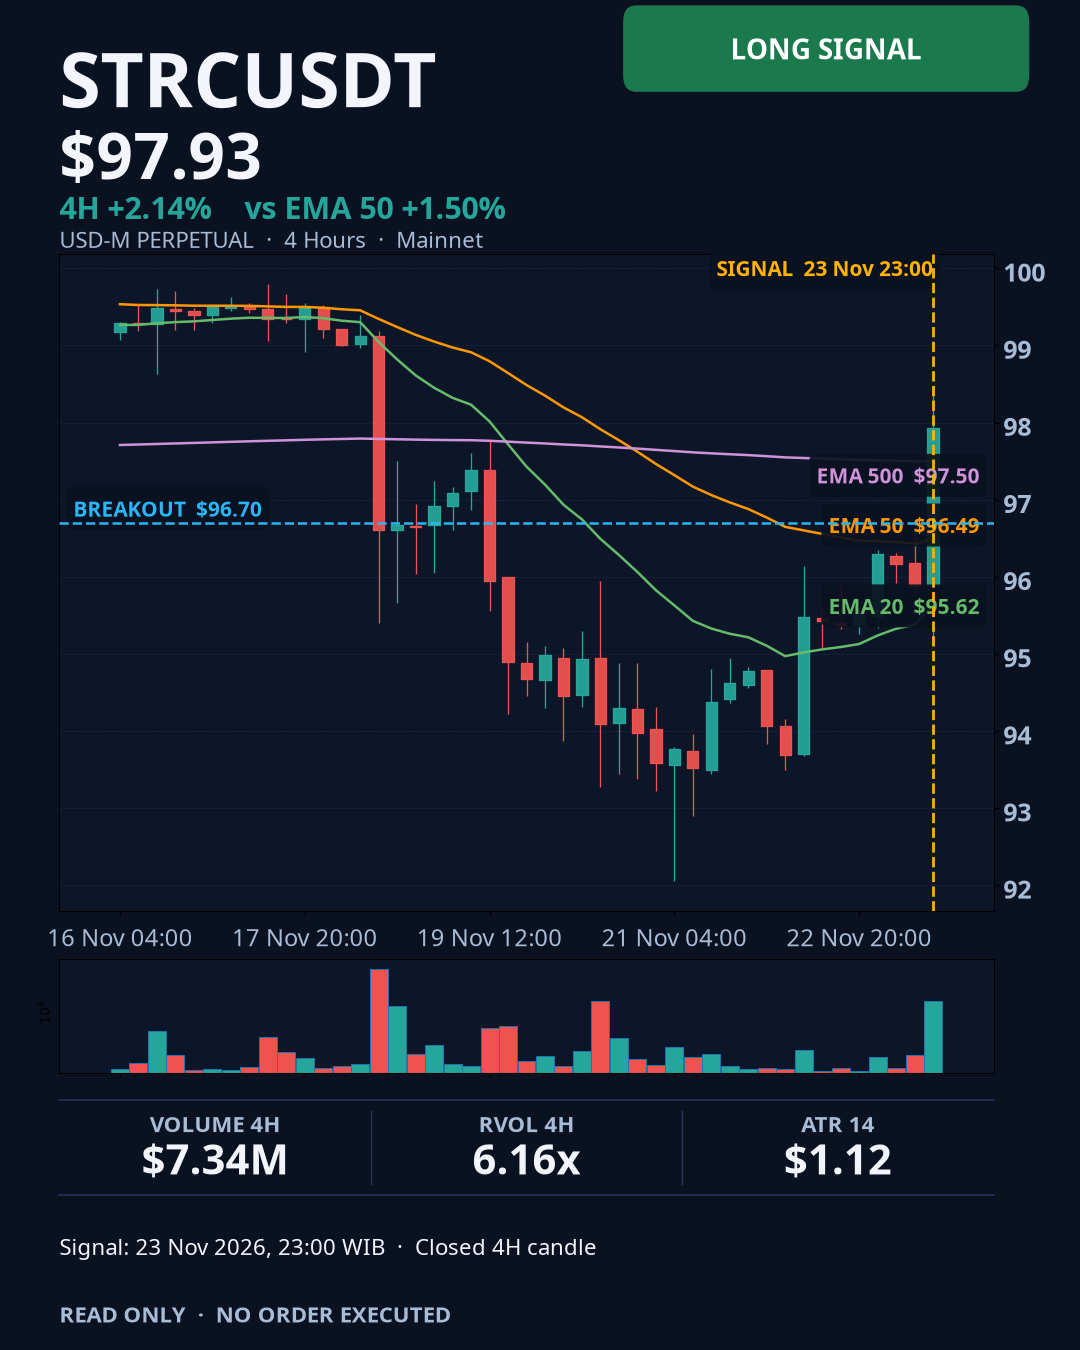 LONG SIGNAL
STRCUSDT
$97.93
4H +2.14% vs EMA 50 +1.50%
USD-M PERPETUAL · 4 Hours · Mainnet
SIGNAL 23 Nov 23:00
100
99
98
EMA 500 $97.50
97
BREAKOUT $96.70
EMA 50 $96.49
96
EMA 20 $95.62
95
94
93
92
16 Nov 04:00 17 Nov 20:00 19 Nov 12:00 21 Nov 04:00 22 Nov 20:00
10⁶
VOLUME 4H RVOL 4H ATR 14
$7.34M 6.16x $1.12
Signal: 23 Nov 2026, 23:00 WIB · Closed 4H candle
READ ONLY · NO ORDER EXECUTED